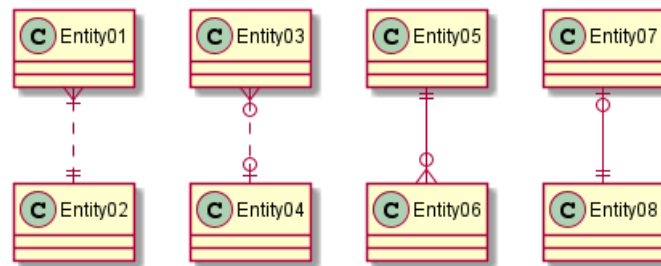 C Entity01
C Entity03
C Entity05
C Entity07
C Entity02
C Entity04
C Entity06
C Entity08